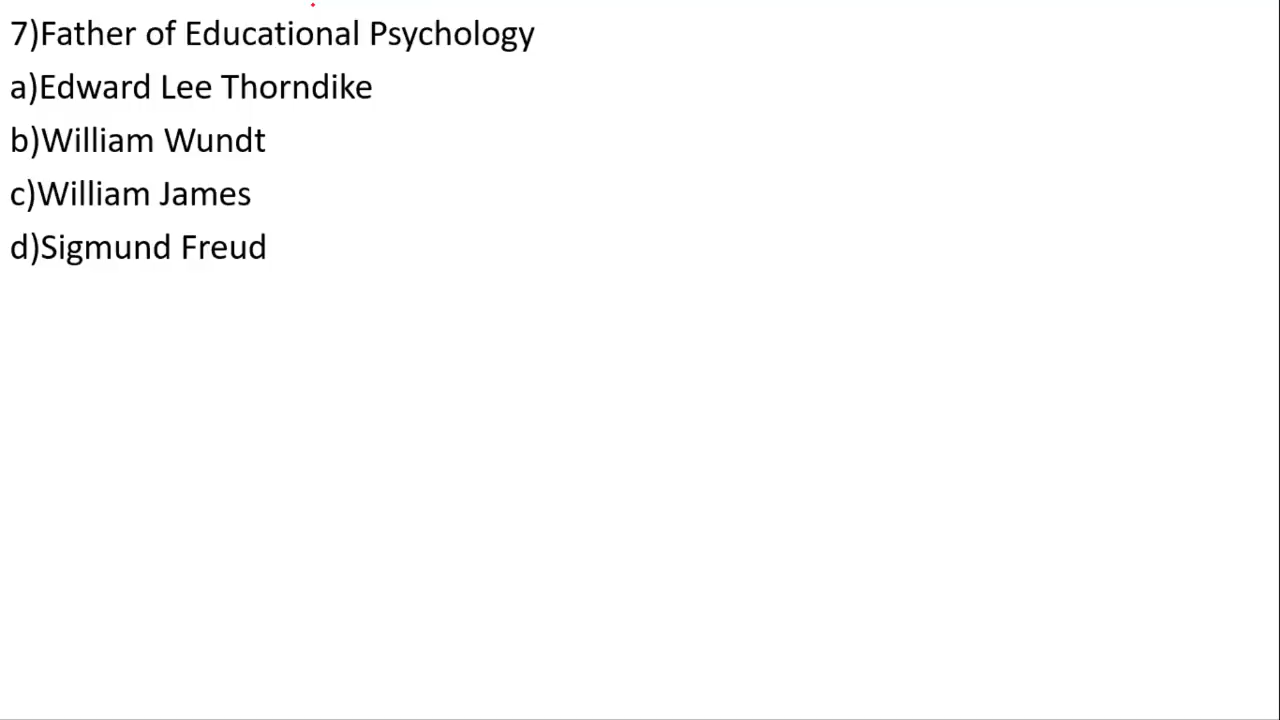 7)Father of Educational Psychology
a)Edward Lee Thorndike
b)William Wundt
c)William James
d)Sigmund Freud